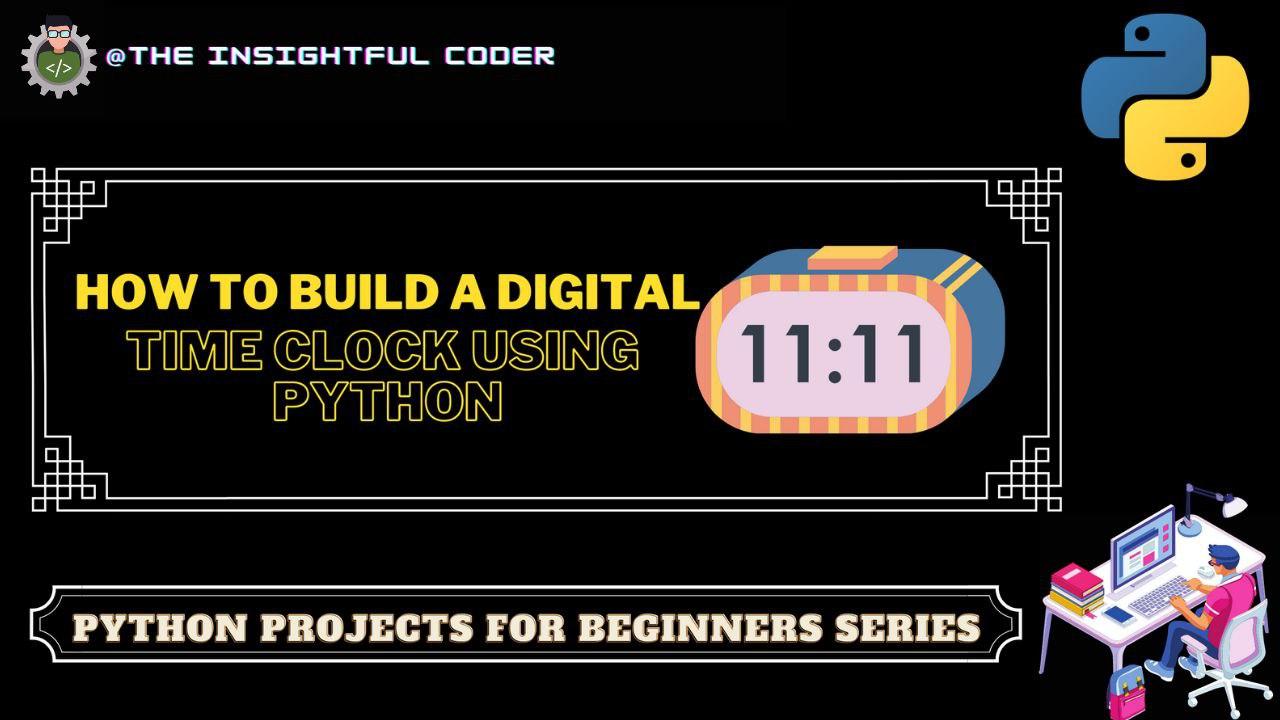 </>
@THE INSIGHTFUL CODER
HOW TO BUILD A DIGITAL
TIME CLOCK USING
PYTHON
11:11
PYTHON PROJECTS FOR BEGINNERS SERIES